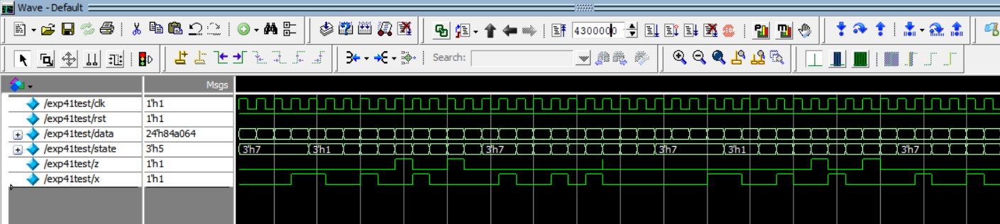 Wave - Default
4300000
Search:
Msgs
/exp41test/clk 1'h1
/exp41test/rst 1'h1
/exp41test/data 24'h84a064
/exp41test/state 3'h5 3'h7 3'h1 3'h7 3'h7 3'h1 3'h7
/exp41test/z 1'h1
/exp41test/x 1'h1